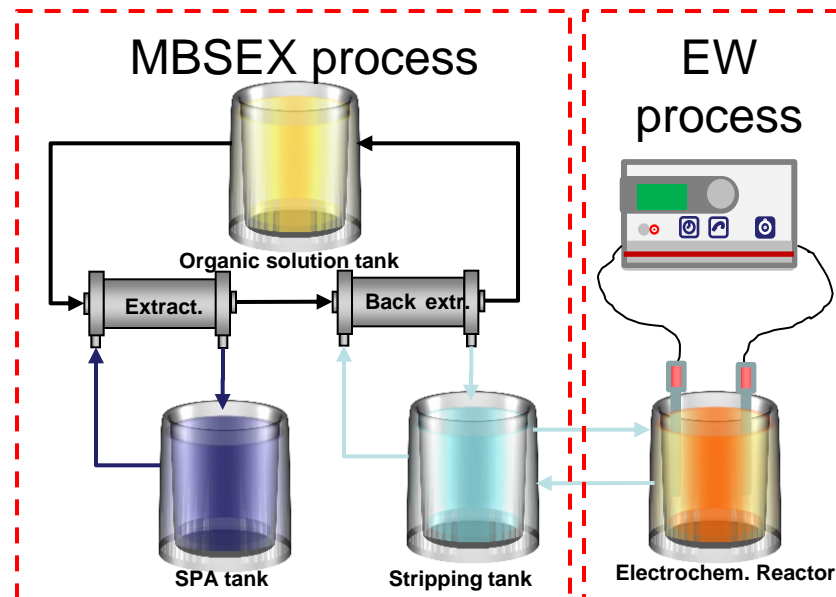 MBSEX process
EW
process
Organic solution tank
Extract.
Back extr.
SPA tank
Stripping tank
Electrochem. Reactor